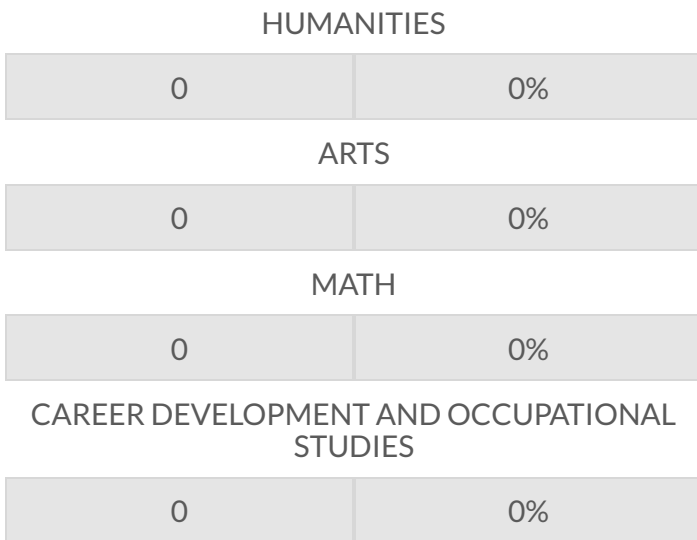 HUMANITIES
0 0%
ARTS
0 0%
MATH
0 0%
CAREER DEVELOPMENT AND OCCUPATIONAL
STUDIES
0 0%